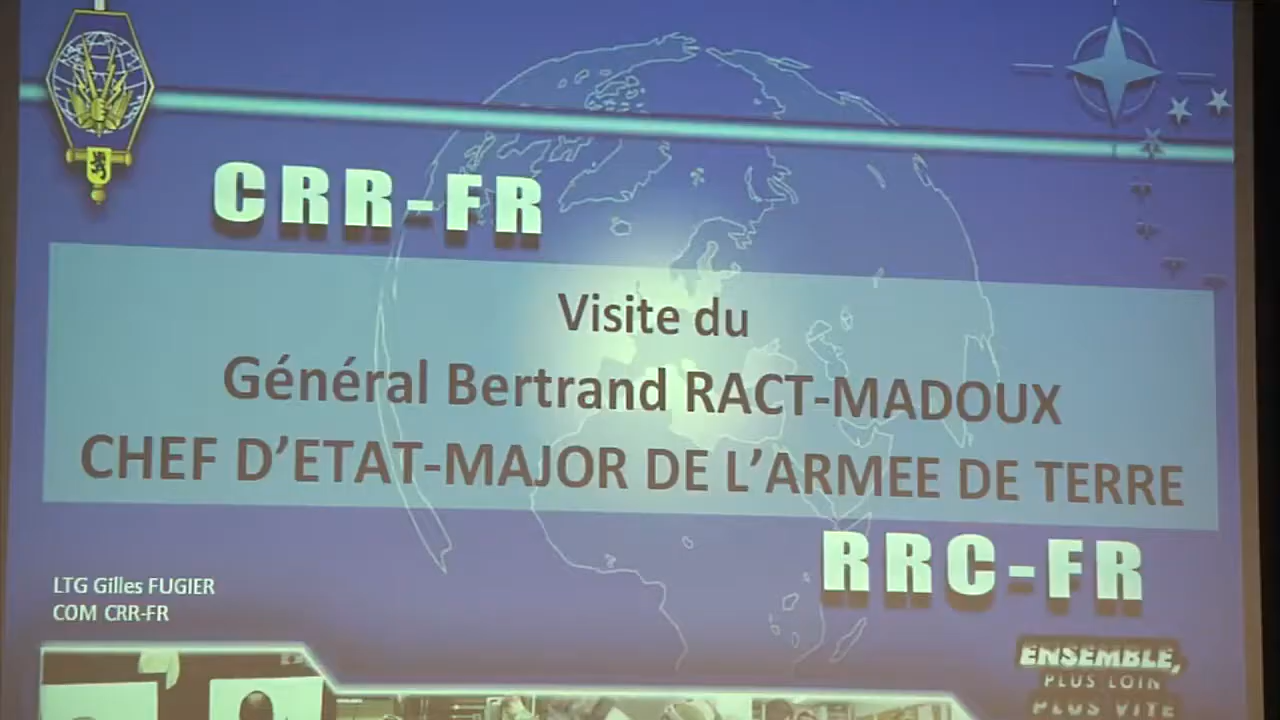 CRR-FR
Visite du
Général Bertrand RACT-MADOUX
CHEF D'ETAT-MAJOR DE L'ARMEE DE TERRE
RRC-FR
LTG Gilles FUGIER
COM CRR-FR
ENSEMBLE,
PLUS LOIN
PLUS VITE